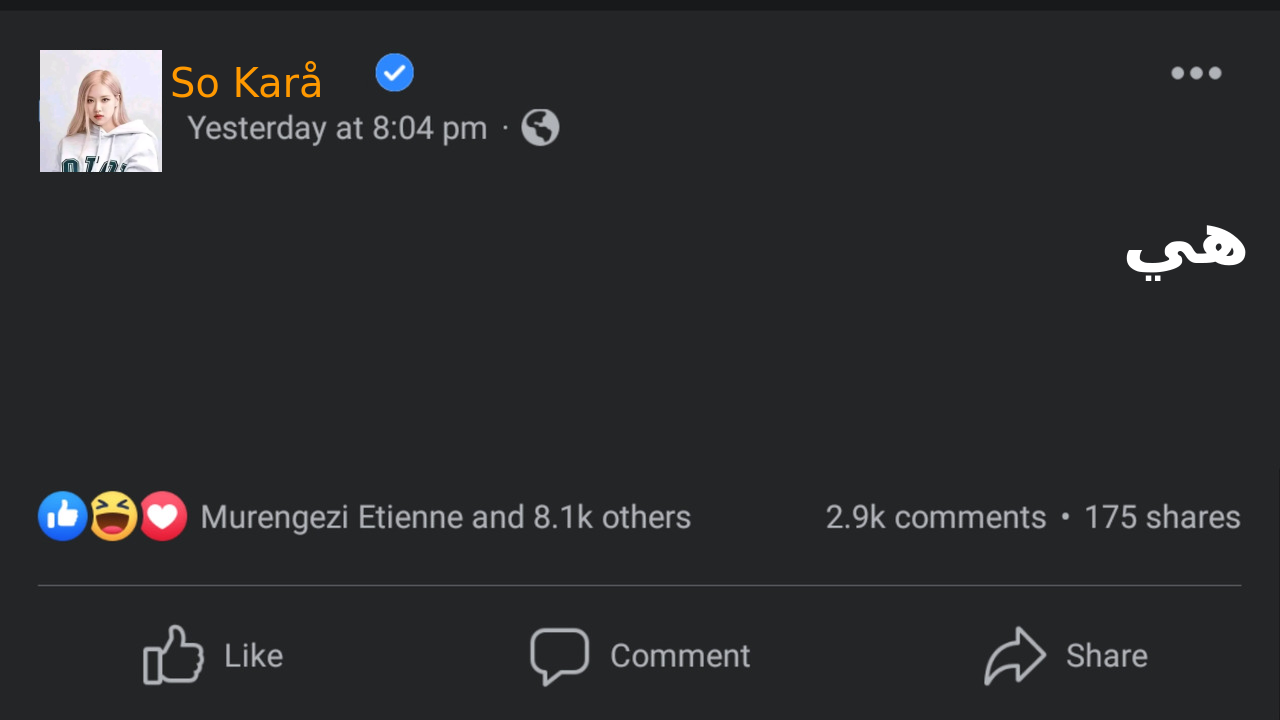 So Karå
Yesterday at 8:04 pm ·
هي
Murengezi Etienne and 8.1k others
2.9k comments • 175 shares
Like
Comment
Share